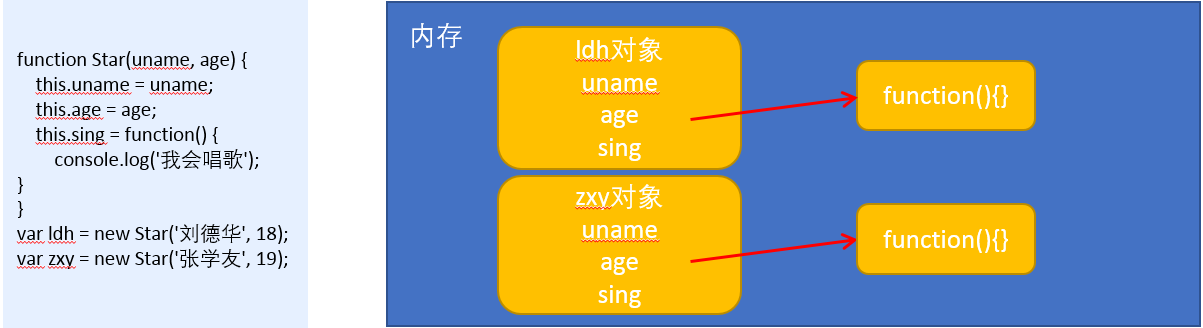 function Star(uname, age) {
this.uname = uname;
this.age = age;
this.sing = function() {
console.log('我会唱歌');
}
}
var ldh = new Star('刘德华', 18);
var zxy = new Star('张学友', 19);
内存
ldh对象
uname
age
sing
function(){}
zxy对象
uname
age
sing
function(){}